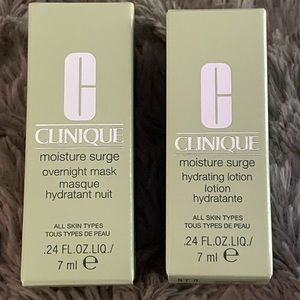 C
CLINIQUE
moisture surge
overnight mask
masque
hydratant nuit
ALL SKIN TYPES
TOUS TYPES DE PEAU
.24 FL.OZ.LIQ./
7 ml e
C
CLINIQUE
moisture surge
hydrating lotion
lotion
hydratante
ALL SKIN TYPES
TOUS TYPES DE PEAU
.24 FL.OZ.LIQ./
7 ml e